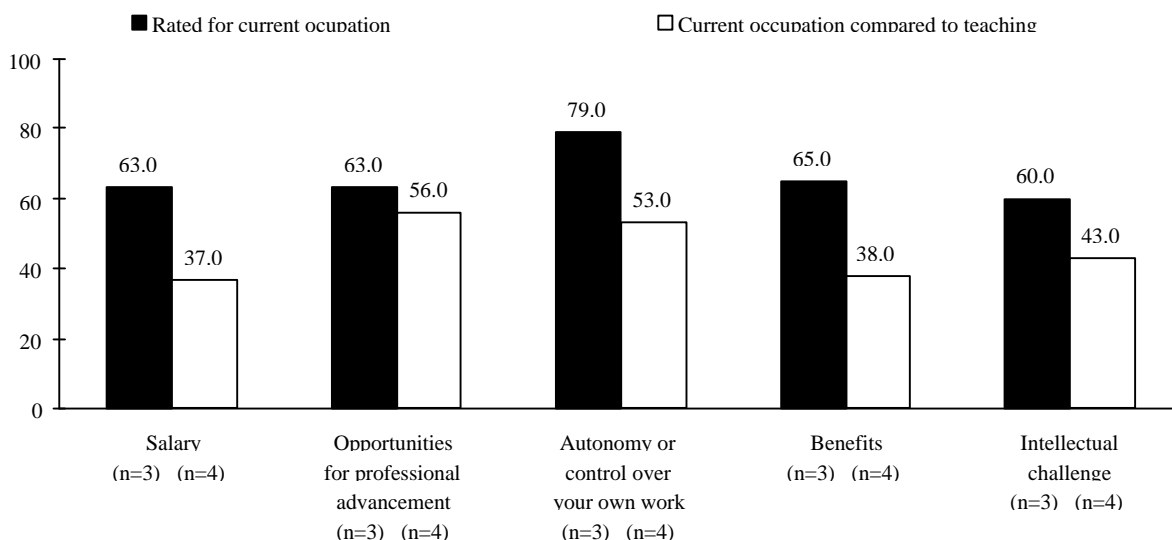 Rated for current ocupation Current occupation compared to teaching
100
80
60
40
20
0
63.0
37.0
63.0
56.0
79.0
53.0
65.0
38.0
60.0
43.0
Salary
(n=3) (n=4)
Opportunities
for professional
advancement
(n=3) (n=4)
Autonomy or
control over
your own work
(n=3) (n=4)
Benefits
(n=3) (n=4)
Intellectual
challenge
(n=3) (n=4)